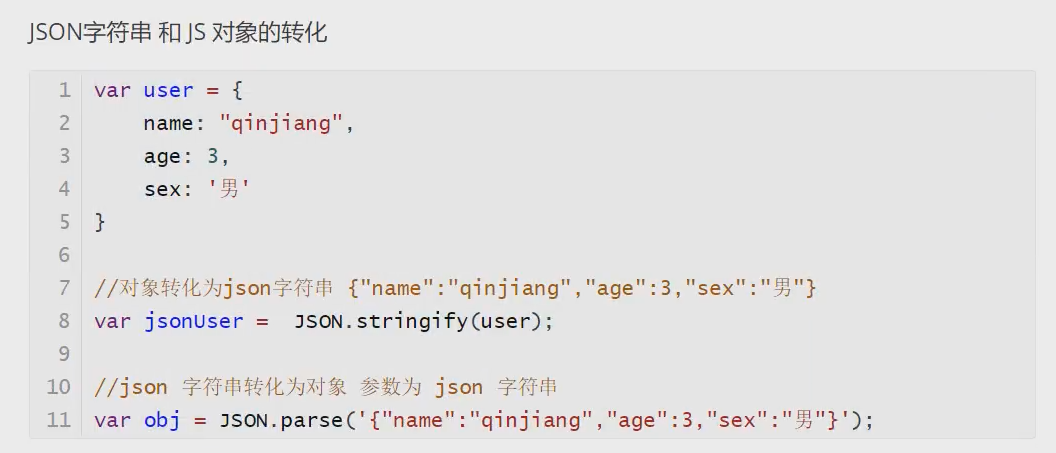 JSON字符串 和 JS 对象的转化
1 var user = {
2     name: "qinjiang",
3     age: 3,
4     sex: '男'
5 }
6
7 //对象转化为json字符串 {"name":"qinjiang","age":3,"sex":"男"}
8 var jsonUser =  JSON.stringify(user);
9
10 //json 字符串转化为对象 参数为 json 字符串
11 var obj = JSON.parse('{"name":"qinjiang","age":3,"sex":"男"}');